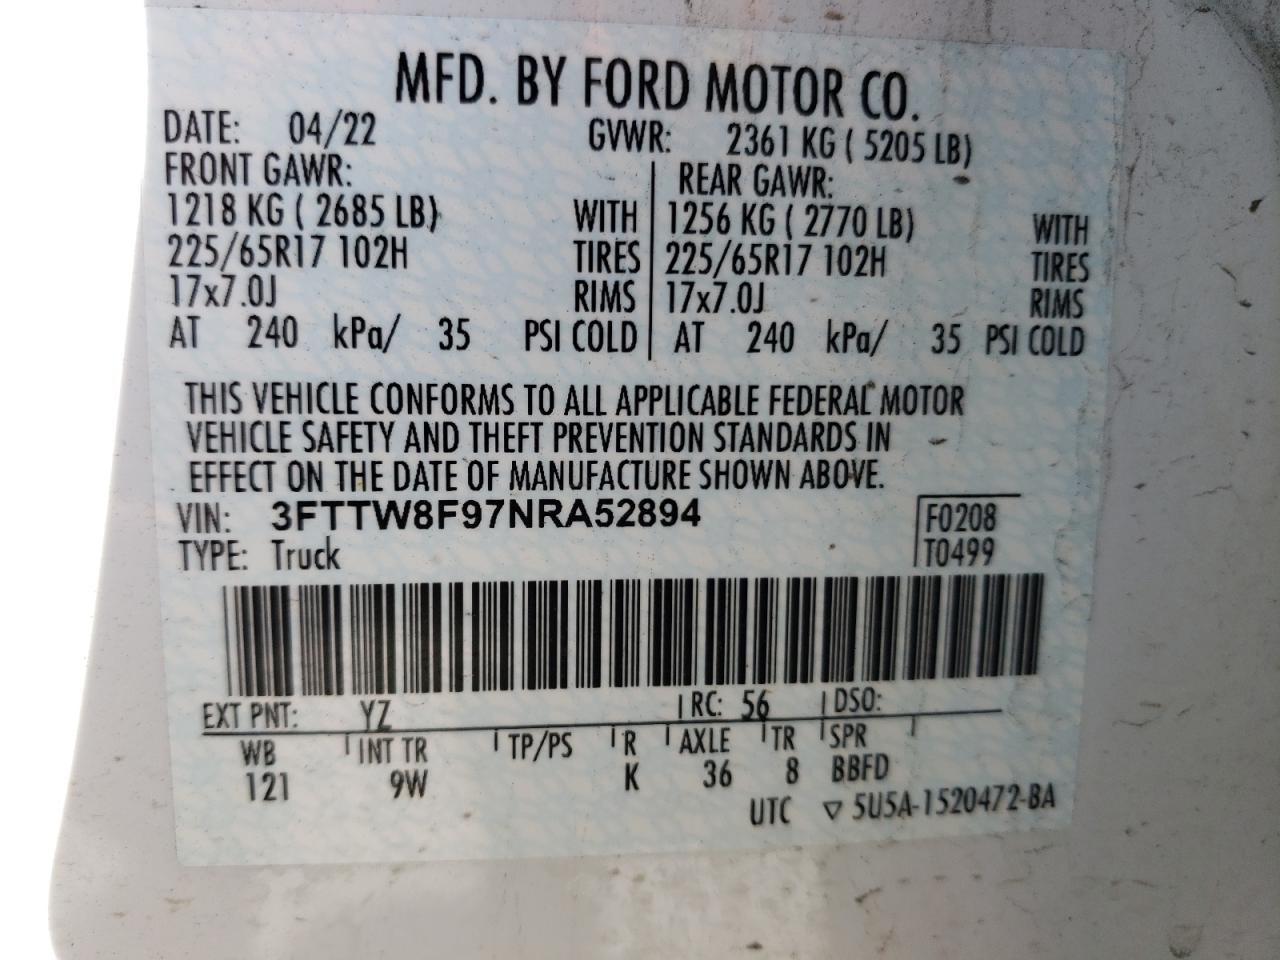 MFD. BY FORD MOTOR CO.
DATE: 04/22 GVWR: 2361 KG ( 5205 LB)
FRONT GAWR: REAR GAWR:
1218 KG ( 2685 LB) WITH 1256 KG ( 2770 LB) WITH
225/65R17 102H TIRES 225/65R17 102H TIRES
17x7.0J RIMS 17x7.0J RIMS
AT 240 kPa/ 35 PSI COLD AT 240 kPa/ 35 PSI COLD
THIS VEHICLE CONFORMS TO ALL APPLICABLE FEDERAL MOTOR
VEHICLE SAFETY AND THEFT PREVENTION STANDARDS IN
EFFECT ON THE DATE OF MANUFACTURE SHOWN ABOVE.
VIN: 3FTTW8F97NRA52894 F0208
TYPE: Truck T0499
EXT PNT: YZ RC: 56 DSO:
WB INT TR TP/PS R AXLE TR SPR
121 9W K 36 8 BBFD
UTC ▽ 5U5A-1520472-BA